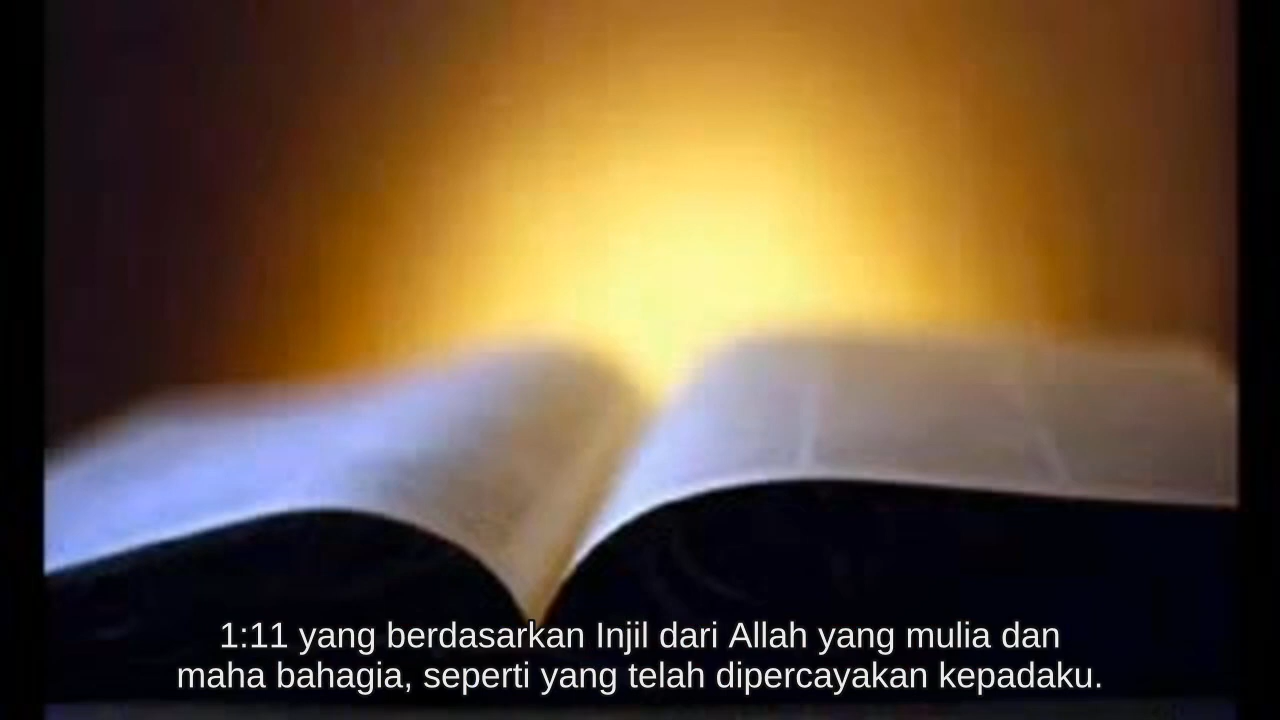 1:11 yang berdasarkan Injil dari Allah yang mulia dan
maha bahagia, seperti yang telah dipercayakan kepadaku.